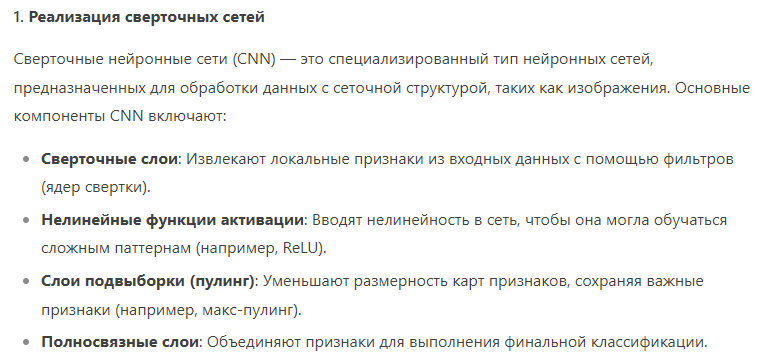 1. Реализация сверточных сетей
Сверточные нейронные сети (CNN) — это специализированный тип нейронных сетей,
предназначенных для обработки данных с сеточной структурой, таких как изображения. Основные
компоненты CNN включают:
• Сверточные слои: Извлекают локальные признаки из входных данных с помощью фильтров
(ядер свертки).
• Нелинейные функции активации: Вводят нелинейность в сеть, чтобы она могла обучаться
сложным паттернам (например, ReLU).
• Слои подвыборки (пулинг): Уменьшают размерность карт признаков, сохраняя важные
признаки (например, макс-пулинг).
• Полносвязные слои: Объединяют признаки для выполнения финальной классификации.